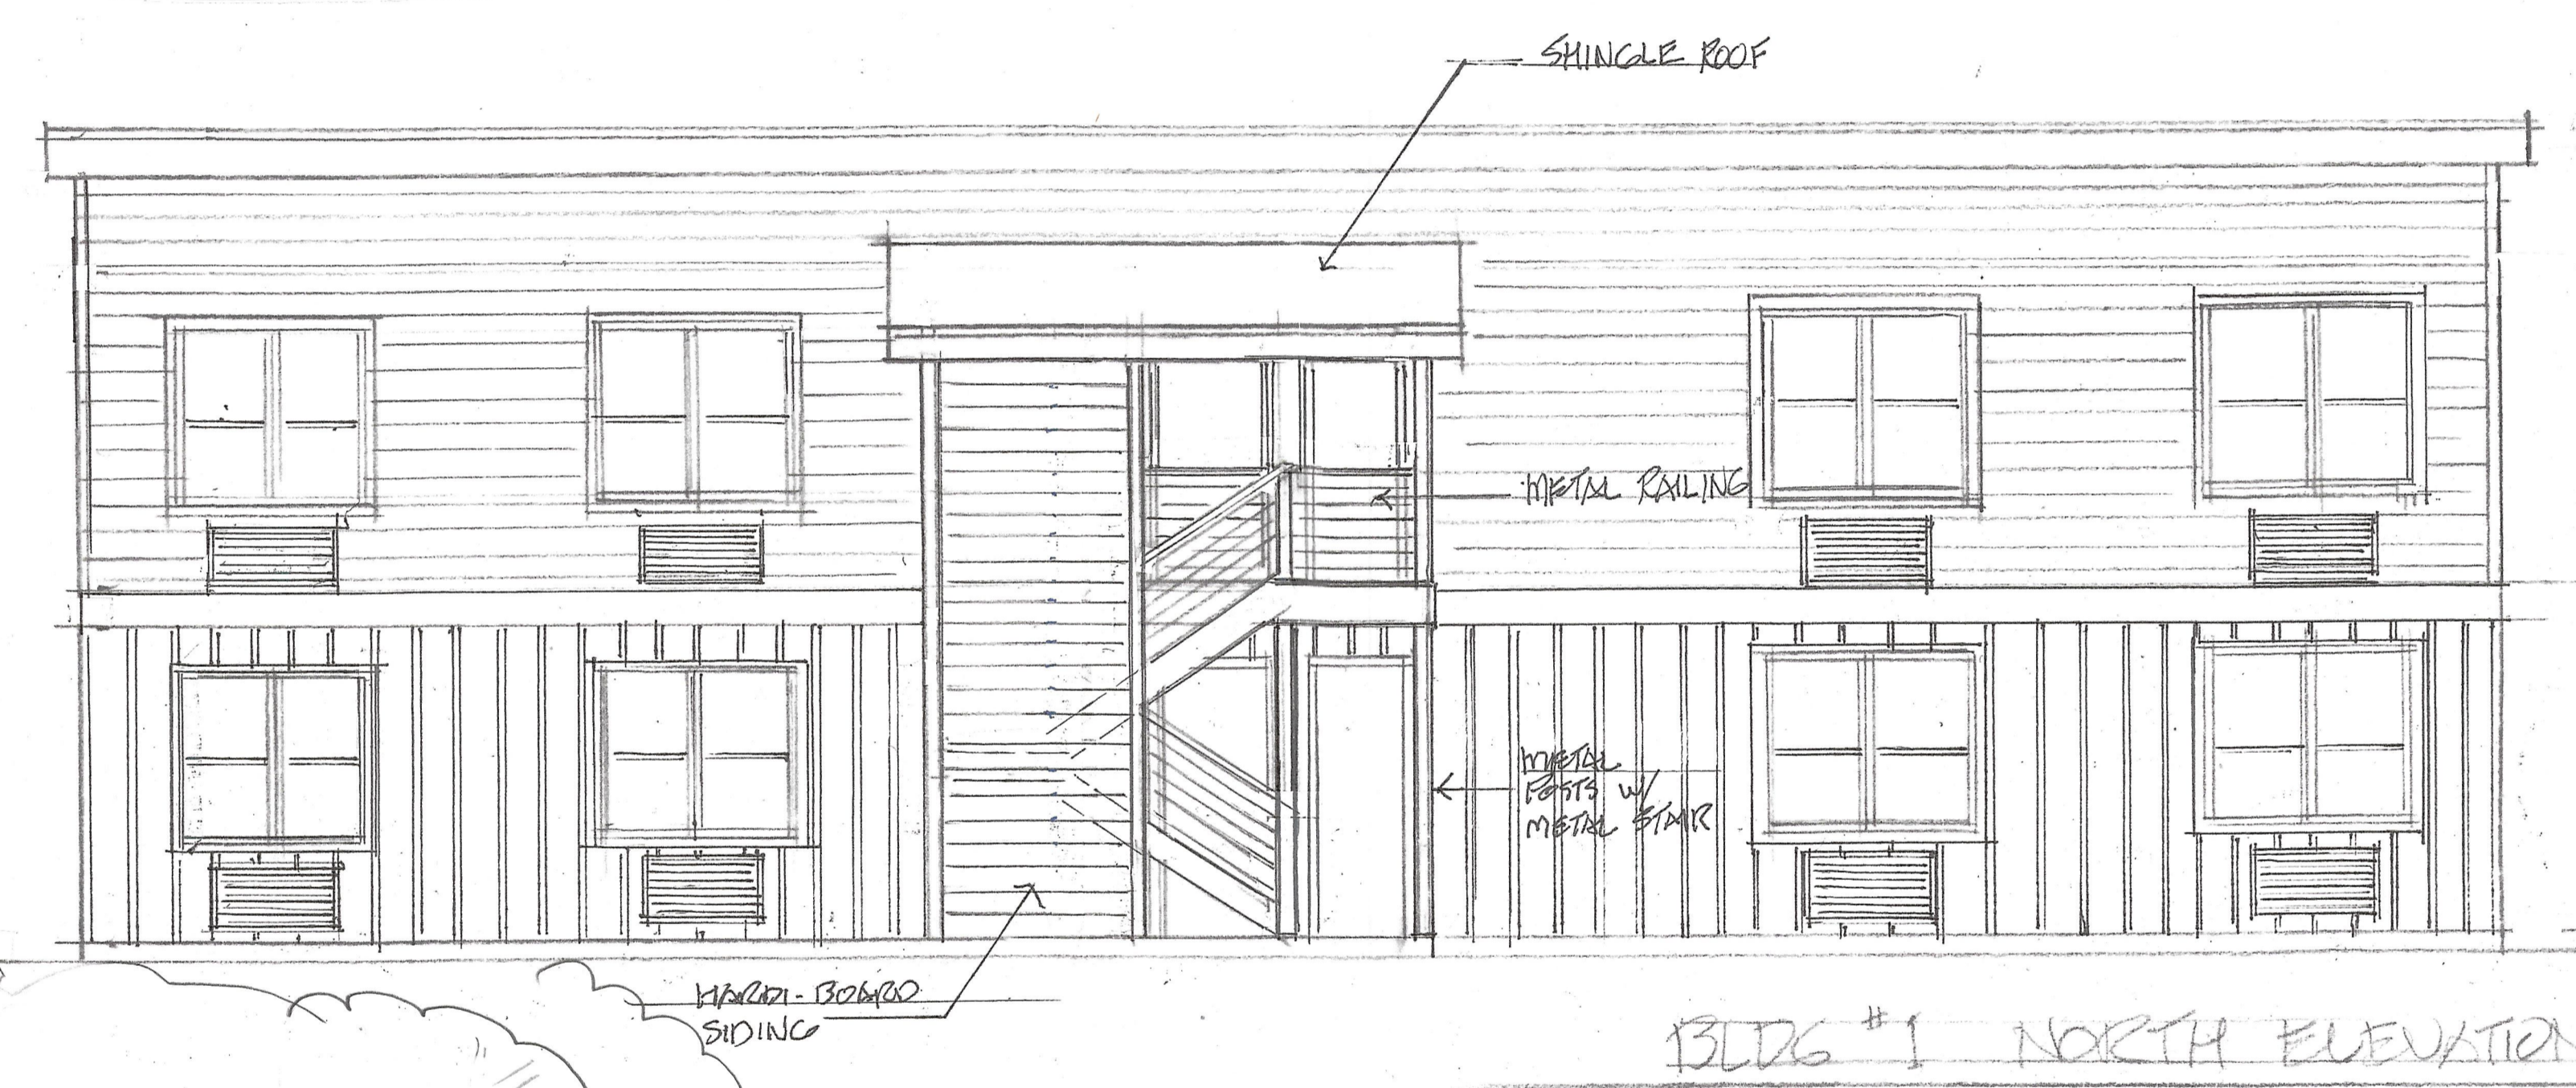 SHINGLE ROOF
METAL RAILING
METAL
POSTS W/
METAL STAIR
HARDI-BOARD
SIDING
BLDG #1 NORTH ELEVATION